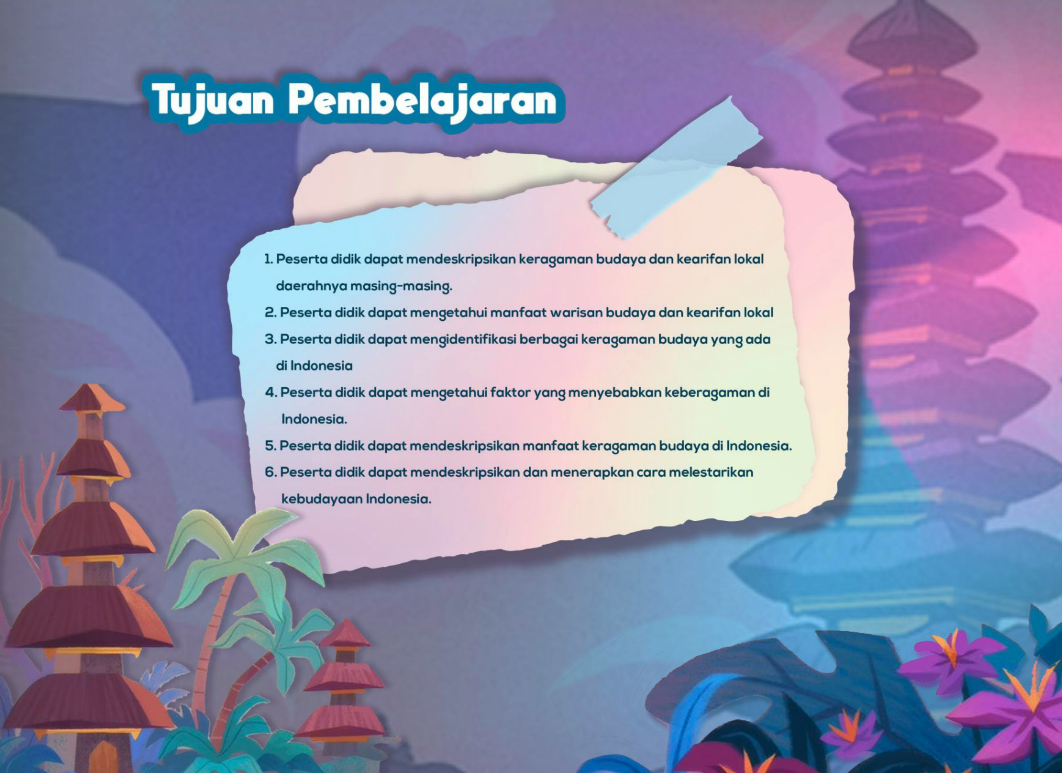 Tujuan Pembelajaran
1. Peserta didik dapat mendeskripsikan keragaman budaya dan kearifan lokal
daerahnya masing-masing.
2. Peserta didik dapat mengetahui manfaat warisan budaya dan kearifan lokal
3. Peserta didik dapat mengidentifikasi berbagai keragaman budaya yang ada
di Indonesia
4. Peserta didik dapat mengetahui faktor yang menyebabkan keberagaman di
Indonesia.
5. Peserta didik dapat mendeskripsikan manfaat keragaman budaya di Indonesia.
6. Peserta didik dapat mendeskripsikan dan menerapkan cara melestarikan
kebudayaan Indonesia.